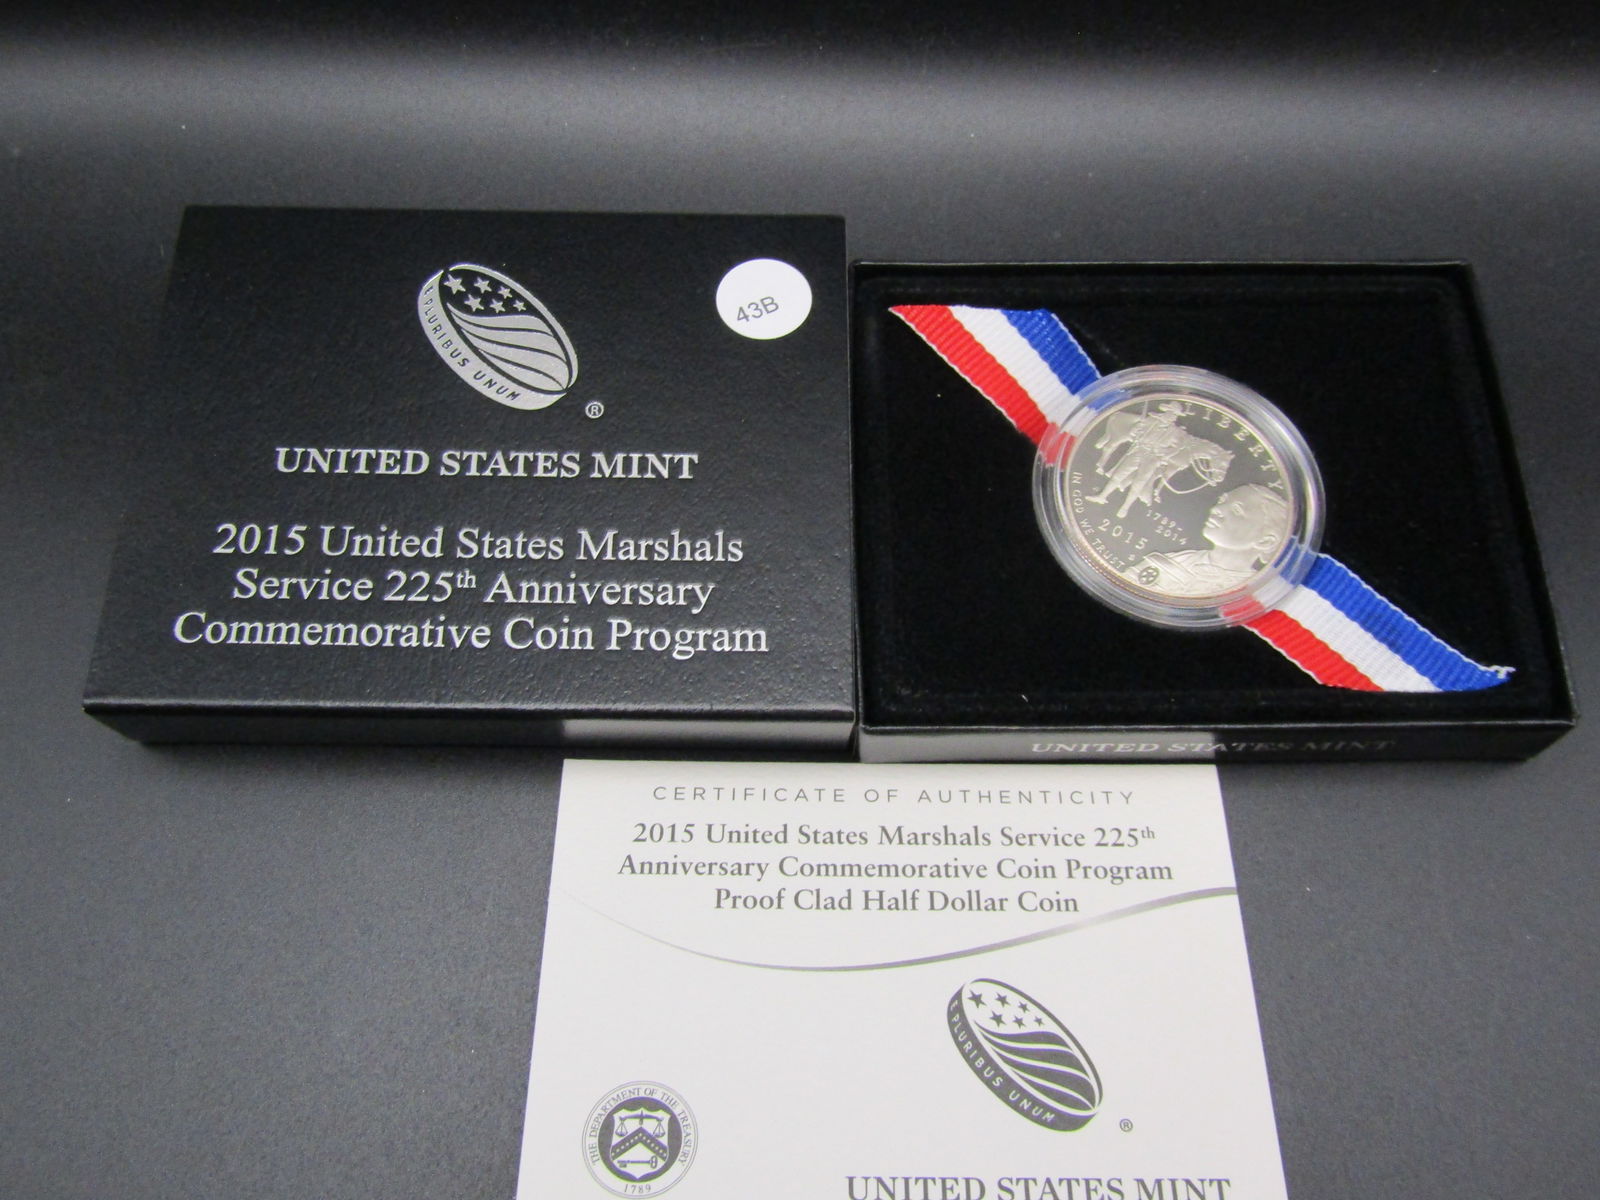 E PLURIBUS UNUM
®
43B
UNITED STATES MINT
2015 United States Marshals
Service 225th Anniversary
Commemorative Coin Program
LIBERTY
IN GOD WE TRUST
1789-
2014
2015
S
UNITED STATES MINT
CERTIFICATE OF AUTHENTICITY
2015 United States Marshals Service 225th
Anniversary Commemorative Coin Program
Proof Clad Half Dollar Coin
E PLURIBUS UNUM
®
THE DEPARTMENT OF THE TREASURY
1789
UNITED STATES MINT